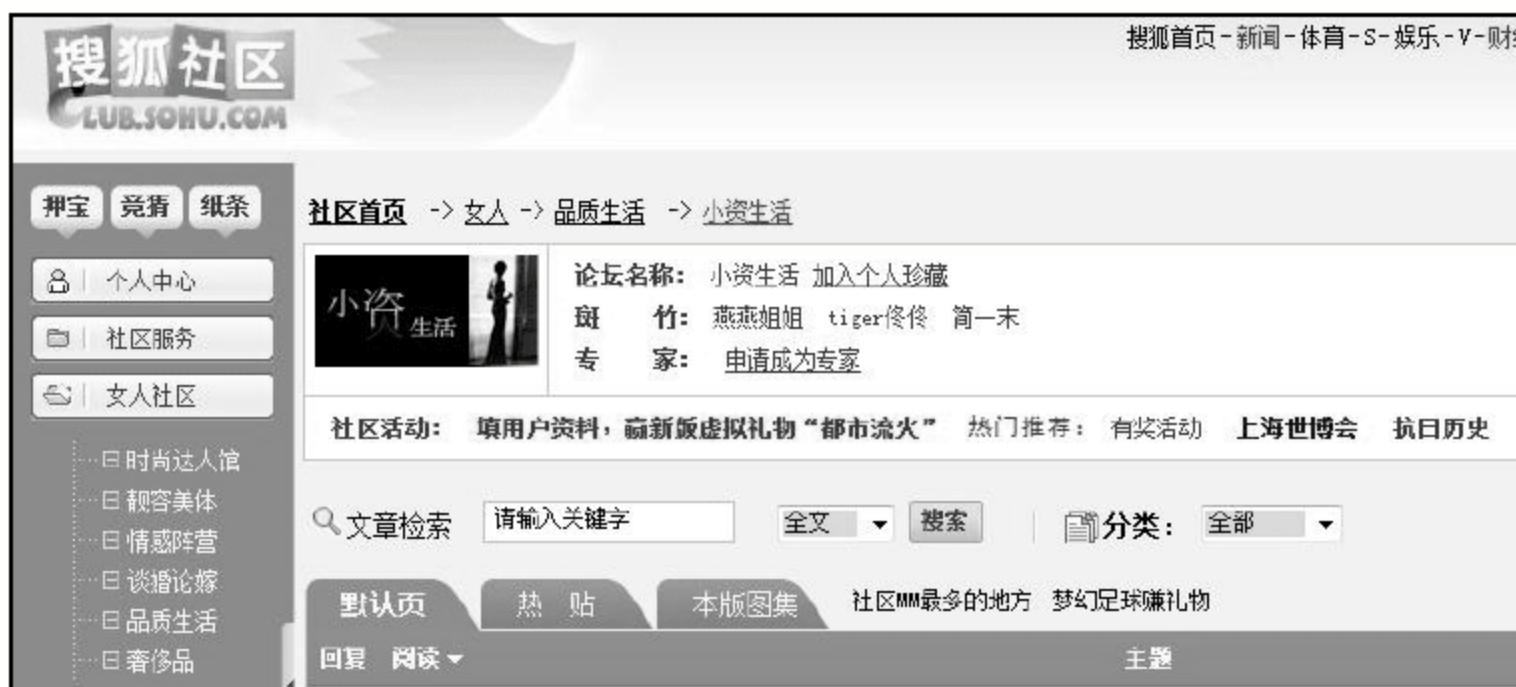 搜狐社区
CLUB.SOHU.COM
搜狐首页-新闻-体育-S-娱乐-V-财经
押宝 竞猜 纸条
个人中心
社区服务
女人社区
时尚达人馆
靓容美体
情感阵营
谈婚论嫁
品质生活
奢侈品
社区首页 -> 女人 -> 品质生活 -> 小资生活
小资生活
论坛名称： 小资生活 加入个人珍藏
斑 竹： 燕燕姐姐 tiger佟佟 简一末
专 家： 申请成为专家
社区活动： 填用户资料，赢新版虚拟礼物“都市流火” 热门推荐： 有奖活动 上海世博会 抗日历史
文章检索 请输入关键字 全文 搜索 分类： 全部
默认页 热 贴 本版图集 社区MM最多的地方 梦幻足球赚礼物
回复 阅读 主题